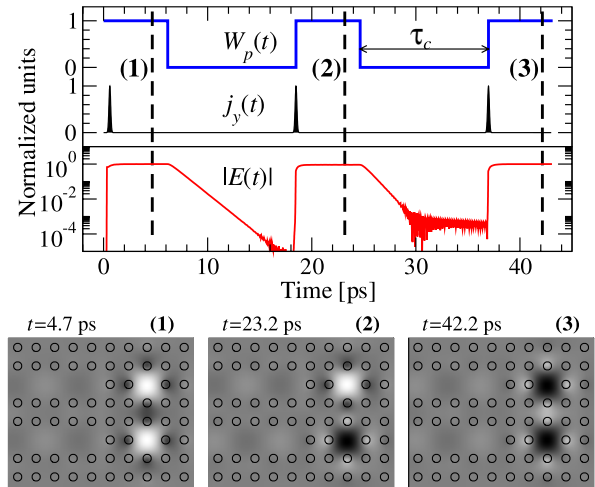 Normalized units
1
0
1
0
10^0
10^-2
10^-4
W_p(t)
τ_c
(1)
(2)
(3)
j_y(t)
|E(t)|
0
10
20
30
40
Time [ps]
t=4.7 ps (1)
t=23.2 ps (2)
t=42.2 ps (3)